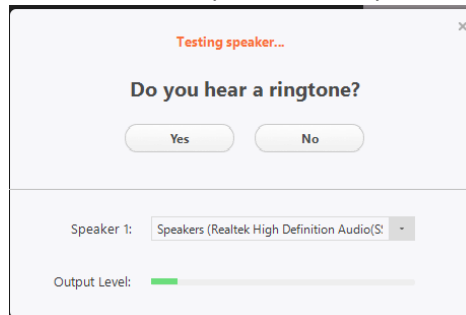 Testing speaker...
Do you hear a ringtone?
Yes
No
Speaker 1:
Speakers (Realtek High Definition Audio(S
Output Level: